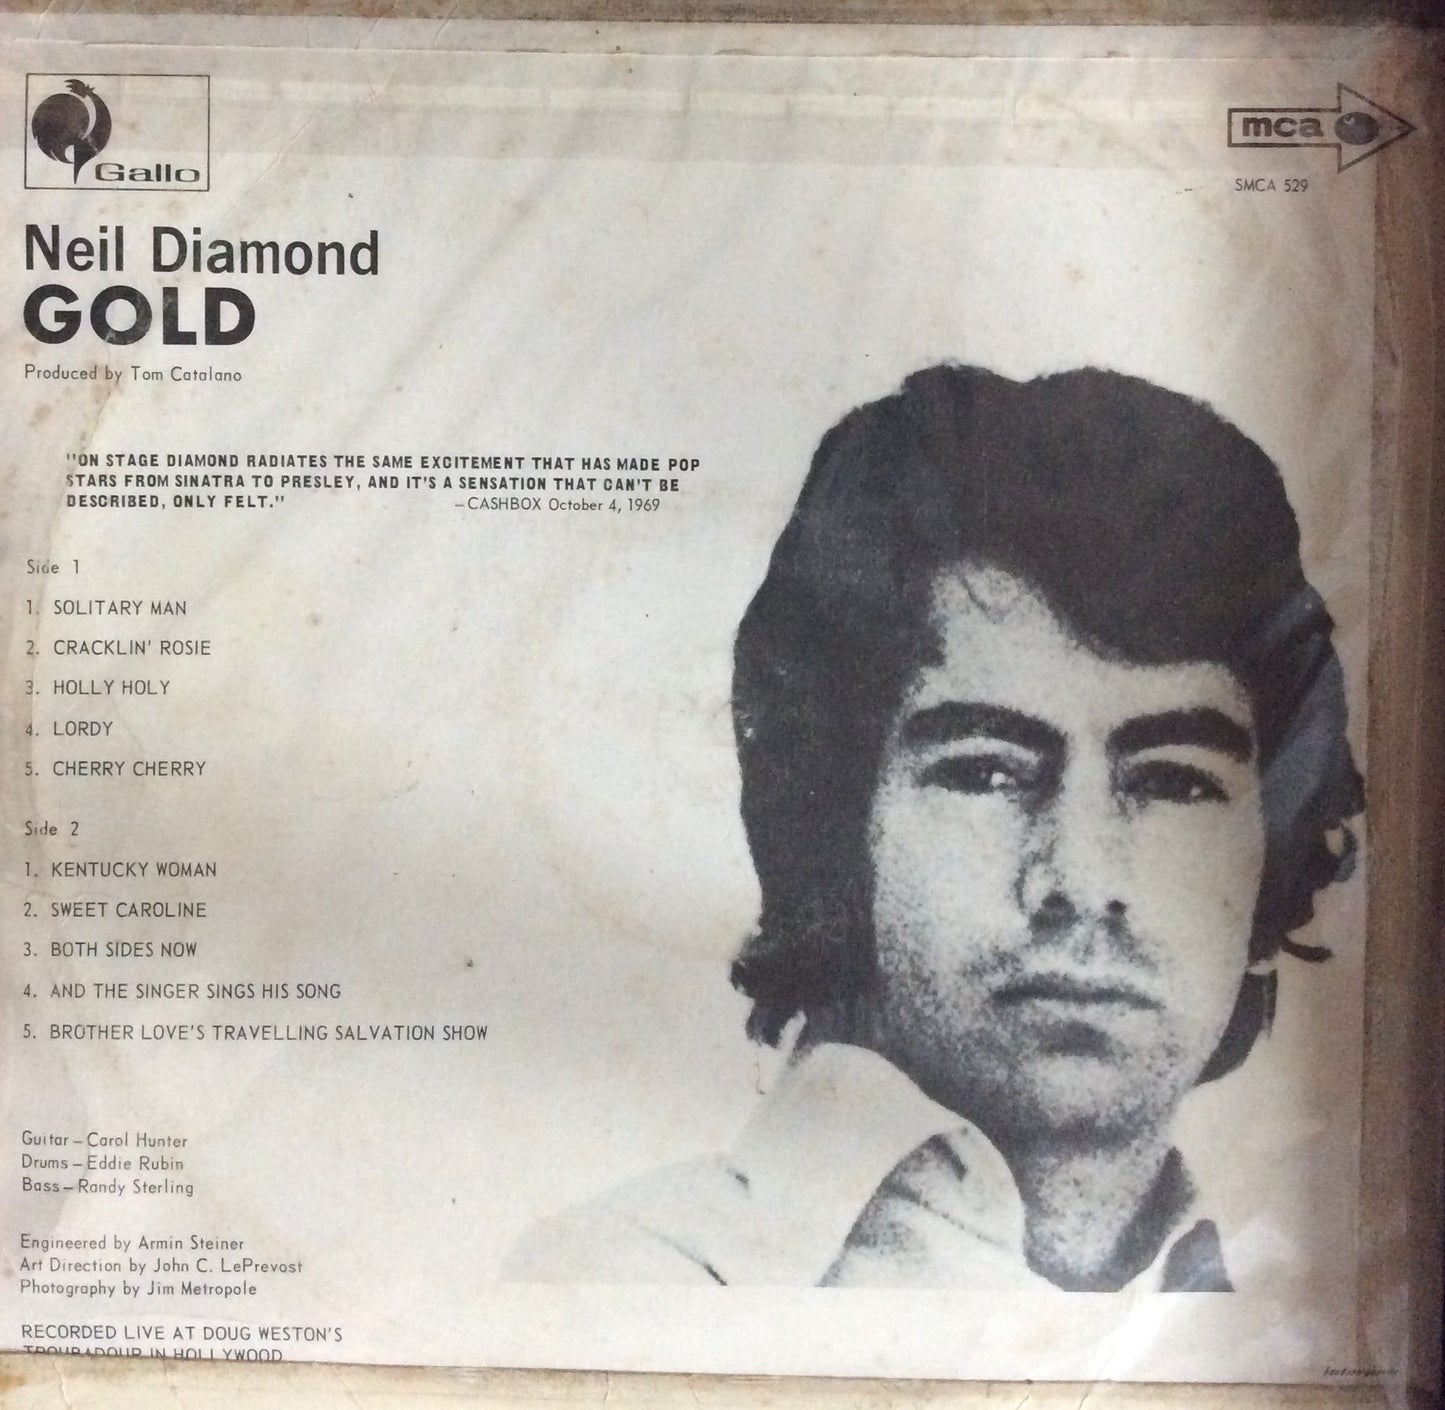 Gallo
mca
SMCA 529
Neil Diamond
GOLD
Produced by Tom Catalano
"ON STAGE DIAMOND RADIATES THE SAME EXCITEMENT THAT HAS MADE POP
STARS FROM SINATRA TO PRESLEY, AND IT'S A SENSATION THAT CAN'T BE
DESCRIBED, ONLY FELT."
–CASHBOX October 4, 1969
Side 1
1. SOLITARY MAN
2. CRACKLIN' ROSIE
3. HOLLY HOLY
4. LORDY
5. CHERRY CHERRY
Side 2
1. KENTUCKY WOMAN
2. SWEET CAROLINE
3. BOTH SIDES NOW
4. AND THE SINGER SINGS HIS SONG
5. BROTHER LOVE'S TRAVELLING SALVATION SHOW
Guitar–Carol Hunter
Drums–Eddie Rubin
Bass–Randy Sterling
Engineered by Armin Steiner
Art Direction by John C. LePrevost
Photography by Jim Metropole
RECORDED LIVE AT DOUG WESTON'S
TROUBADOUR IN HOLLYWOOD